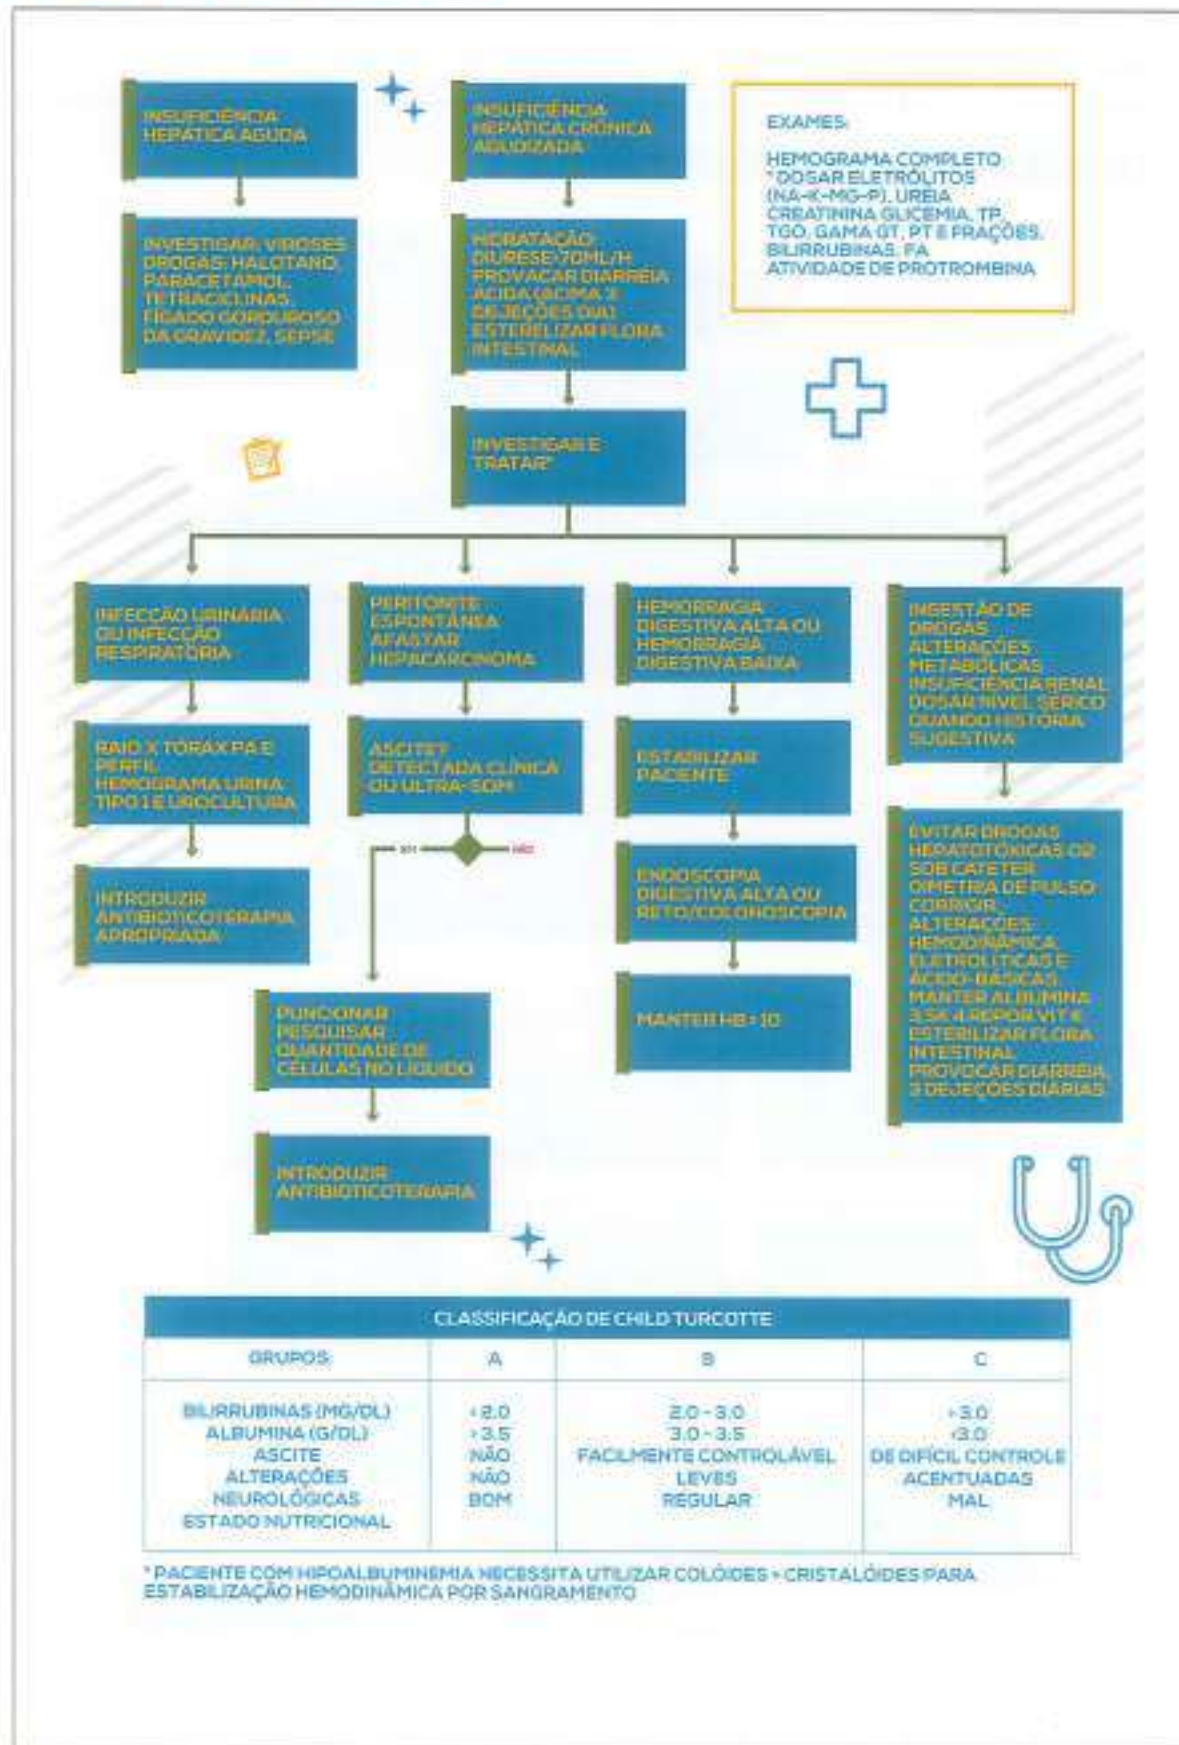 INSUFICIÊNCIA
HEPÁTICA AGUDA
INSUFICIÊNCIA
HEPÁTICA CRÔNICA
AGUDIZADA
EXAMES:
HEMOGRAMA COMPLETO
*DOSAR ELETRÓLITOS
(NA-K-MG-P), UREIA
CREATININA GLICEMIA, TP,
TGO, GAMA GT, PT E FRAÇÕES,
BILIRRUBINAS, FA
ATIVIDADE DE PROTROMBINA
INVESTIGAR: VIROSES
DROGAS: HALOTANO,
PARACETAMOL,
TETRACICLINAS,
FÍGADO GORDUROSO
DA GRAVIDEZ, SEPSE
HIDRATAÇÃO
DIURESE>70ML/H
PROVACAR DIARREIA
ÁCIDA (ACIMA 3
DEJEÇÕES DIA)
ESTERELIZAR FLORA
INTESTINAL
INVESTIGAR E
TRATAR*
INFECÇÃO URINÁRIA
OU INFECÇÃO
RESPIRATÓRIA
RAIO X TORAX PA E
PERFIL
HEMOGRAMA URINA
TIPO 1 E UROCULTURA
INTRODUZIR
ANTIBIOTICOTERAPIA
APROPRIADA
PERITONITE
ESPONTÂNEA
AFASTAR
HEPACARCINOMA
ASCITE?
DETECTADA CLÍNICA
OU ULTRA-SOM
SIM
NÃO
PUNCIONAR
PESQUISAR
QUANTIDADE DE
CÉLULAS NO LÍQUIDO
INTRODUZIR
ANTIBIOTICOTERAPIA
HEMORRAGIA
DIGESTIVA ALTA OU
HEMORRAGIA
DIGESTIVA BAIXA
ESTABILIZAR
PACIENTE
ENDOSCOPIA
DIGESTIVA ALTA OU
RETO/COLONOSCOPIA
MANTER HB 10
INGESTÃO DE
DROGAS
ALTERAÇÕES
METABÓLICAS
INSUFICIÊNCIA RENAL
DOSAR NIVEL SÉRICO
QUANDO HISTÓRIA
SUGESTIVA
EVITAR DROGAS
HEPATOTÓXICAS O2
SOB CATETER
OIMETRIA DE PULSO
CORRIGIR
ALTERAÇÕES
HEMODINÂMICA,
ELETROLÍTICAS E
ÁCIDO-BÁSICAS.
MANTER ALBUMINA
4 REPOR VIT K
ESTERILIZAR FLORA
INTESTINAL
PROVOCAR DIARREIA,
3 DEJEÇÕES DIÁRIAS
CLASSIFICAÇÃO DE CHILD TURCOTTE
GRUPOS: A B C
BILIRRUBINAS (MG/DL) <2.0 2.0 - 3.0 >3.0
ALBUMINA (G/DL) >3.5 3.0 - 3.5 <3.0
ASCITE NÃO FACILMENTE CONTROLÁVEL DE DIFÍCIL CONTROLE
ALTERAÇÕES NÃO LEVES ACENTUADAS
NEUROLÓGICAS BOM REGULAR MAL
ESTADO NUTRICIONAL
* PACIENTE COM HIPOALBUMINEMIA NECESSITA UTILIZAR COLÓIDES + CRISTALÓIDES PARA
ESTABILIZAÇÃO HEMODINÂMICA POR SANGRAMENTO